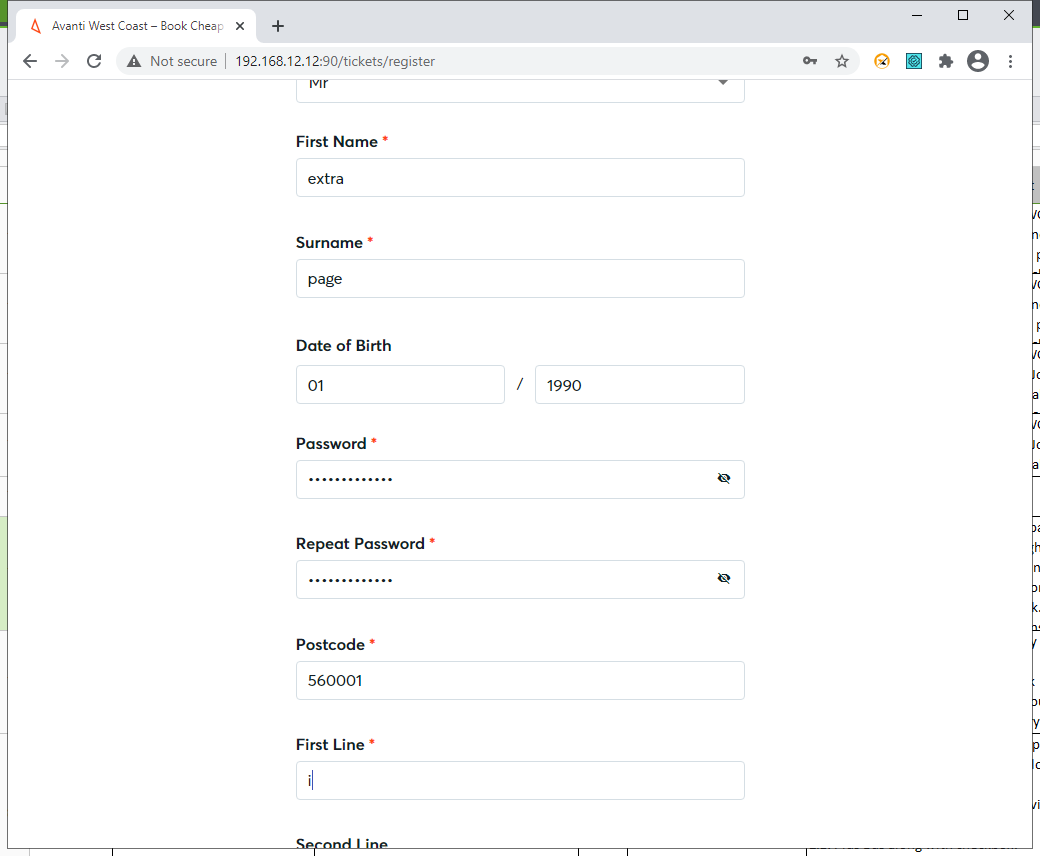 Avanti West Coast – Book Cheap
Not secure
192.168.12.12:90/tickets/register
Mr
First Name *
extra
Surname *
page
Date of Birth
01 / 1990
Password *
•••••••••••••
Repeat Password *
•••••••••••••
Postcode *
560001
First Line *
i
Second Line